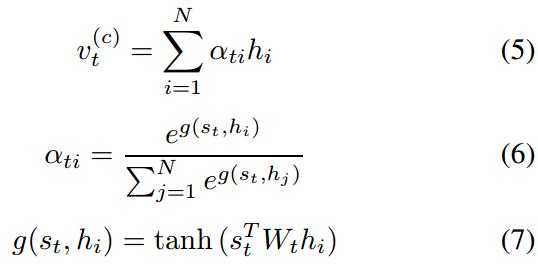 v_t^{(c)} = \sum_{i=1}^{N} \alpha_{ti} h_i (5)
\alpha_{ti} = \frac{e^{g(s_t, h_i)}}{\sum_{j=1}^{N} e^{g(s_t, h_j)}} (6)
g(s_t, h_i) = \tanh (s_t^T W_t h_i) (7)